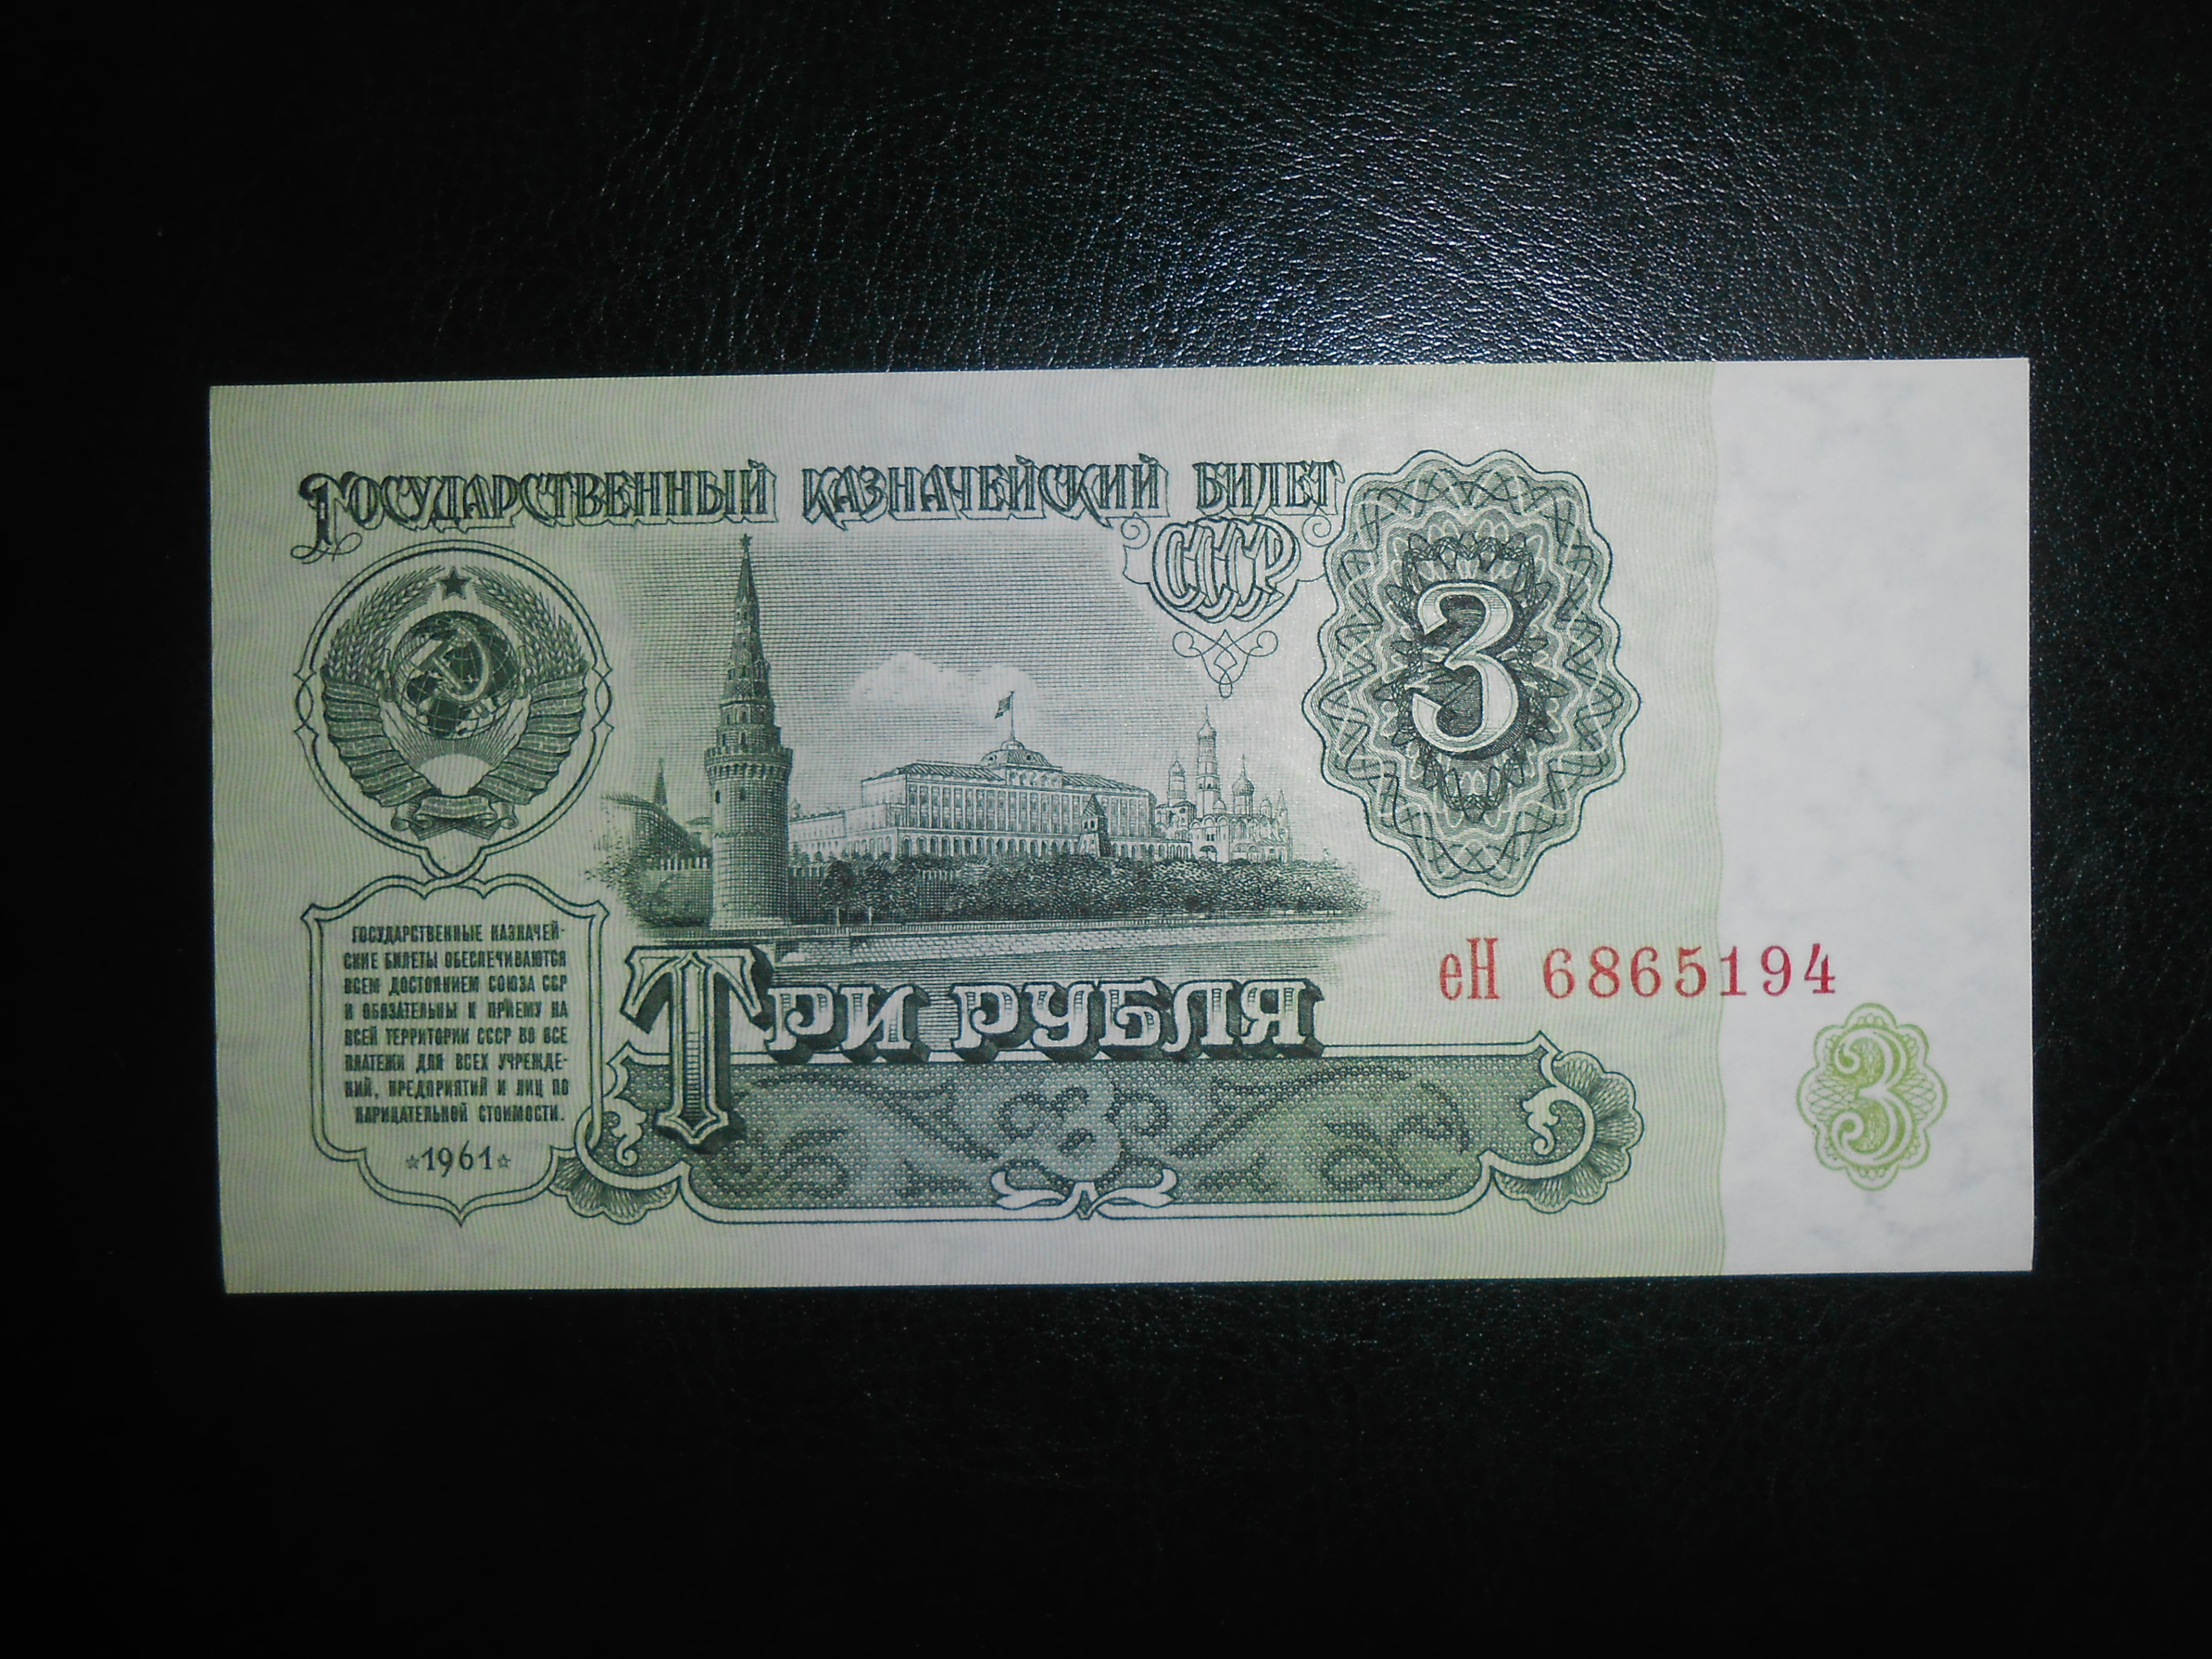 ГОСУДАРСТВЕННЫЙ КАЗНАЧЕЙСКИЙ БИЛЕТ
СССР
3
ГОСУДАРСТВЕННЫЕ КАЗНАЧЕЙ-
СКИЕ БИЛЕТЫ ОБЕСПЕЧИВАЮТСЯ
ВСЕМ ДОСТОЯНИЕМ СОЮЗА ССР
И ОБЯЗАТЕЛЬНЫ К ПРИЕМУ НА
ВСЕЙ ТЕРРИТОРИИ СССР ВО ВСЕ
ПЛАТЕЖИ ДЛЯ ВСЕХ УЧРЕЖДЕ-
НИЙ, ПРЕДПРИЯТИЙ И ЛИЦ ПО
НАРИЦАТЕЛЬНОЙ СТОИМОСТИ.
1961
ТРИ РУБЛЯ
еН 6865194
3
3